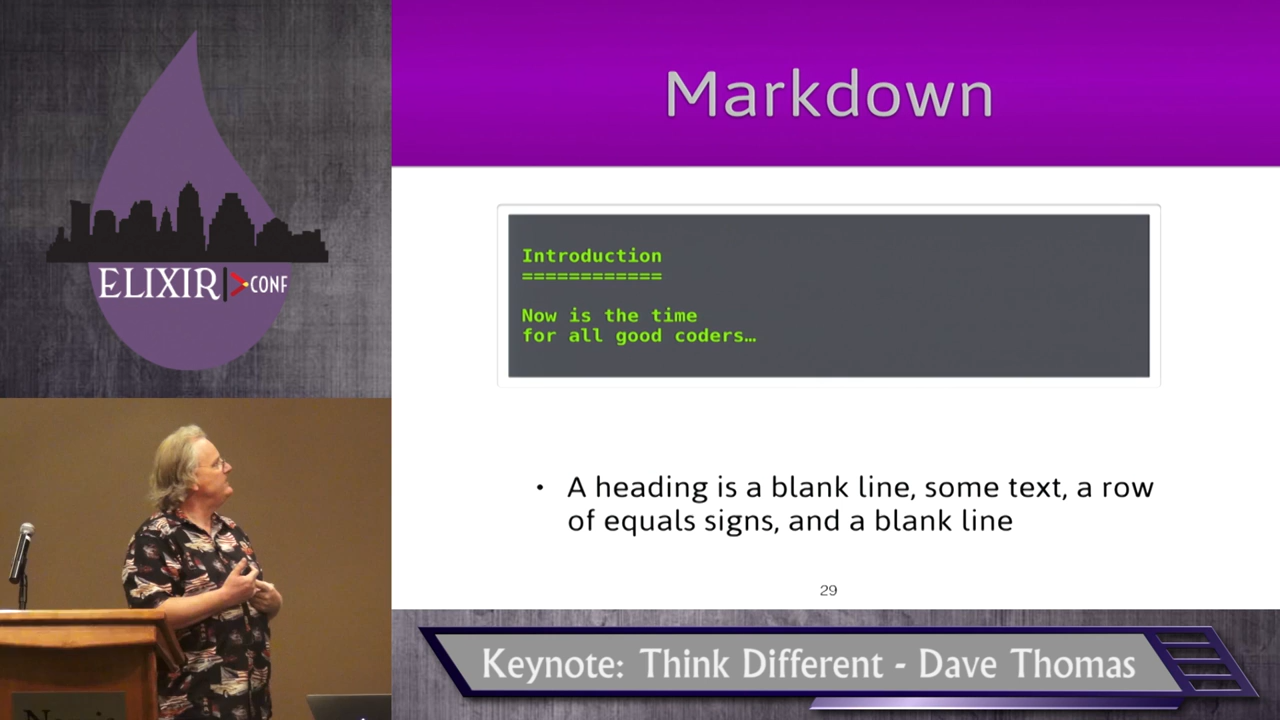 Markdown
ELIXIR|>CONF
Introduction
============
Now is the time
for all good coders…
• A heading is a blank line, some text, a row
of equals signs, and a blank line
29
Keynote: Think Different - Dave Thomas